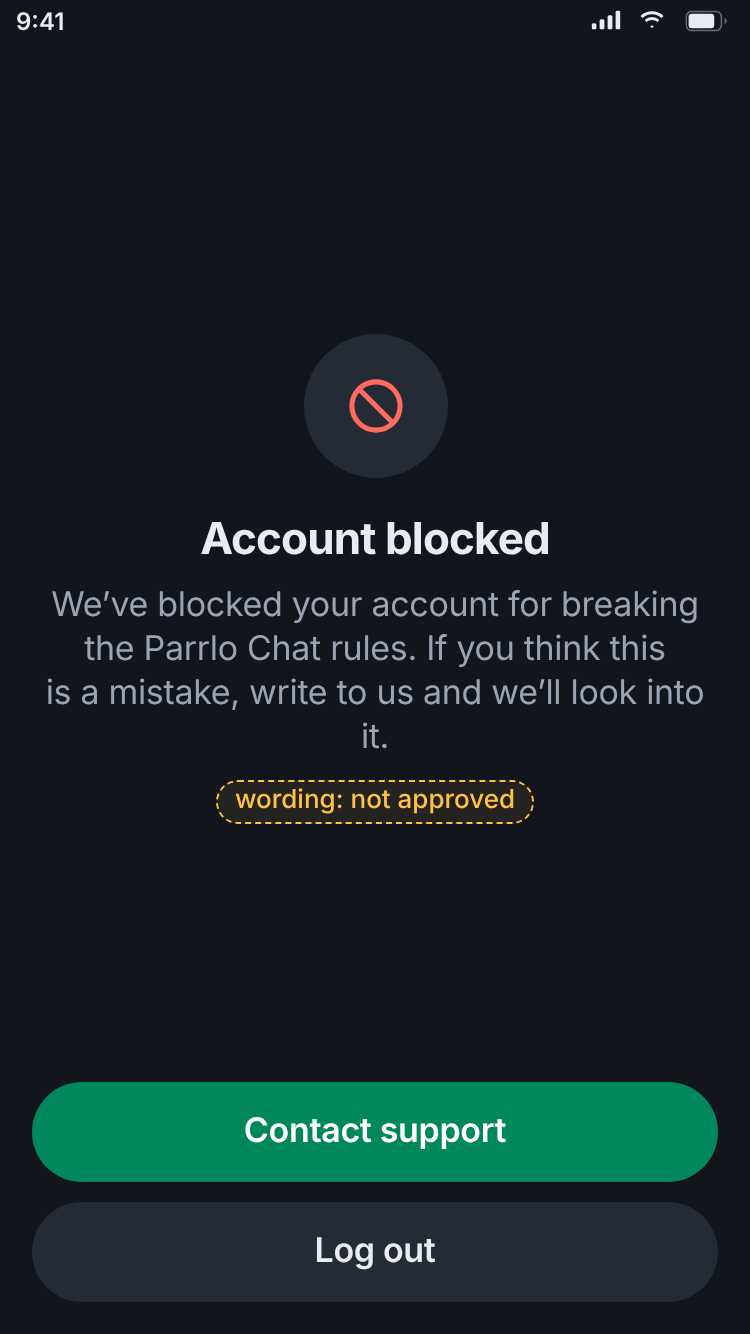 9:41
Account blocked
We’ve blocked your account for breaking
the Parrlo Chat rules. If you think this
is a mistake, write to us and we’ll look into
it.
wording: not approved
Contact support
Log out